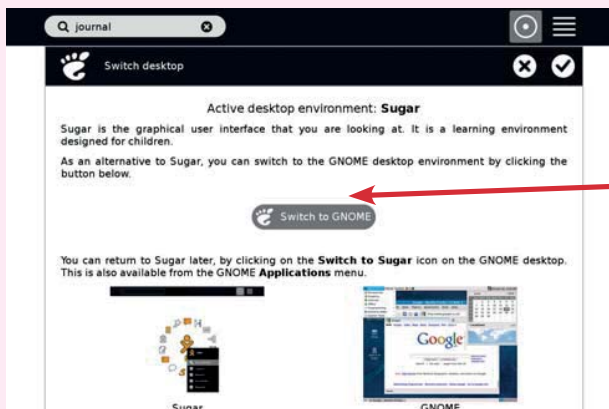 journal
Switch desktop
Active desktop environment: Sugar
Sugar is the graphical user interface that you are looking at. It is a learning environment
designed for children.
As an alternative to Sugar, you can switch to the GNOME desktop environment by clicking the
button below.
Switch to GNOME
You can return to Sugar later, by clicking on the Switch to Sugar icon on the GNOME desktop.
This is also available from the GNOME Applications menu.
Google
Sugar
GNOME